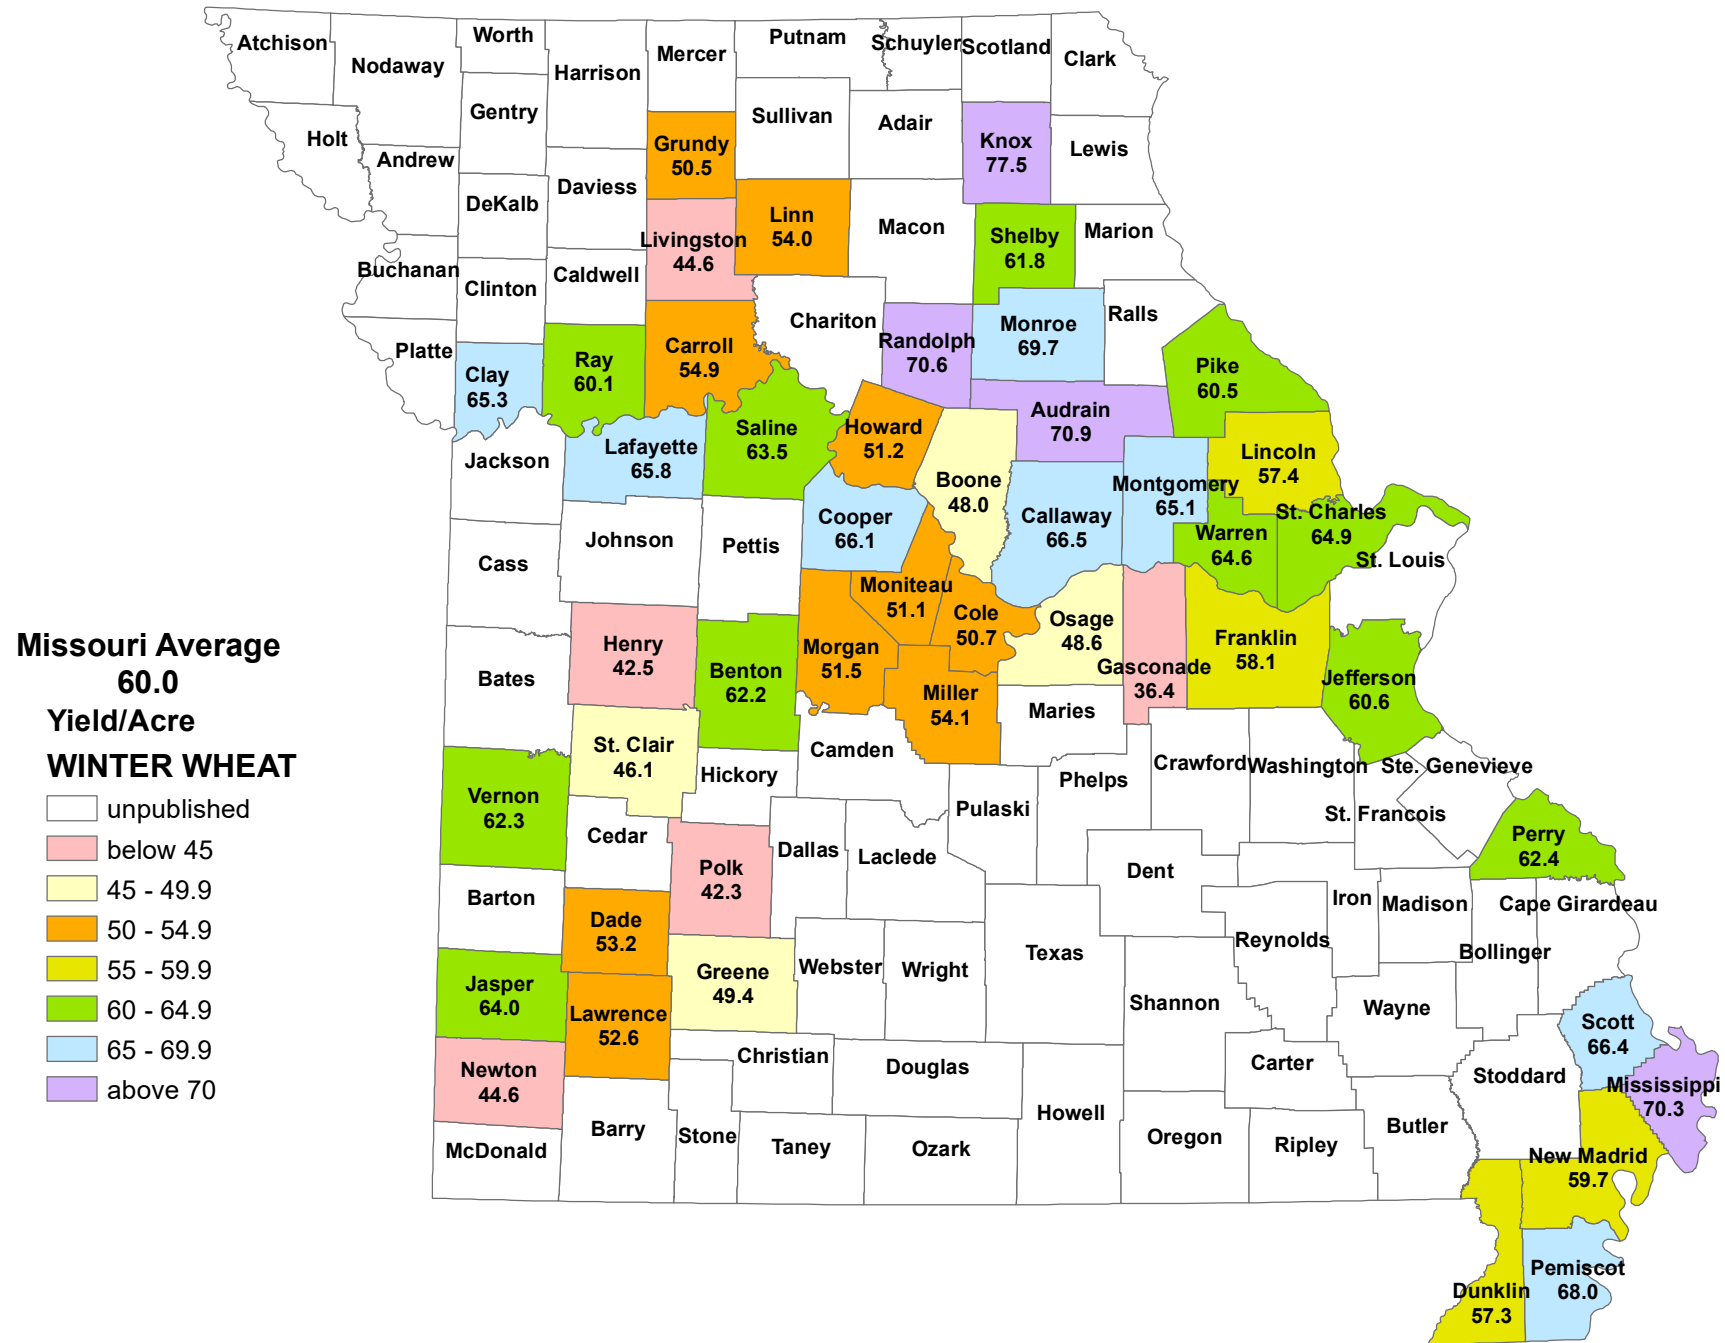 Atchison
Nodaway
Worth
Harrison
Mercer
Putnam
Schuyler
Scotland
Clark
Holt
Andrew
Gentry
DeKalb
Daviess
Grundy
50.5
Sullivan
Adair
Knox
77.5
Lewis
Buchanan
Clinton
Caldwell
Livingston
44.6
Linn
54.0
Macon
Shelby
61.8
Marion
Platte
Clay
65.3
Ray
60.1
Carroll
54.9
Chariton
Randolph
70.6
Monroe
69.7
Ralls
Pike
60.5
Jackson
Lafayette
65.8
Saline
63.5
Howard
51.2
Boone
48.0
Audrain
70.9
Callaway
66.5
Montgomery
65.1
Lincoln
57.4
Warren
64.6
St. Charles
64.9
St. Louis
Cass
Johnson
Pettis
Cooper
66.1
Moniteau
51.1
Cole
50.7
Osage
48.6
Gasconade
36.4
Franklin
58.1
Jefferson
60.6
Bates
Henry
42.5
Benton
62.2
Morgan
51.5
Miller
54.1
Maries
Missouri Average
60.0
Yield/Acre
WINTER WHEAT
unpublished
below 45
45 - 49.9
50 - 54.9
55 - 59.9
60 - 64.9
65 - 69.9
above 70
Vernon
62.3
St. Clair
46.1
Hickory
Camden
Pulaski
Phelps
Crawford
Washington
Ste. Genevieve
St. Francois
Perry
62.4
Barton
Cedar
Polk
42.3
Dallas
Laclede
Dent
Iron
Madison
Cape Girardeau
Bollinger
Jasper
64.0
Dade
53.2
Greene
49.4
Webster
Wright
Texas
Reynolds
Shannon
Wayne
Scott
66.4
Newton
44.6
Lawrence
52.6
Christian
Douglas
Howell
Carter
Stoddard
Mississippi
70.3
McDonald
Barry
Stone
Taney
Ozark
Oregon
Ripley
Butler
New Madrid
59.7
Dunklin
57.3
Pemiscot
68.0